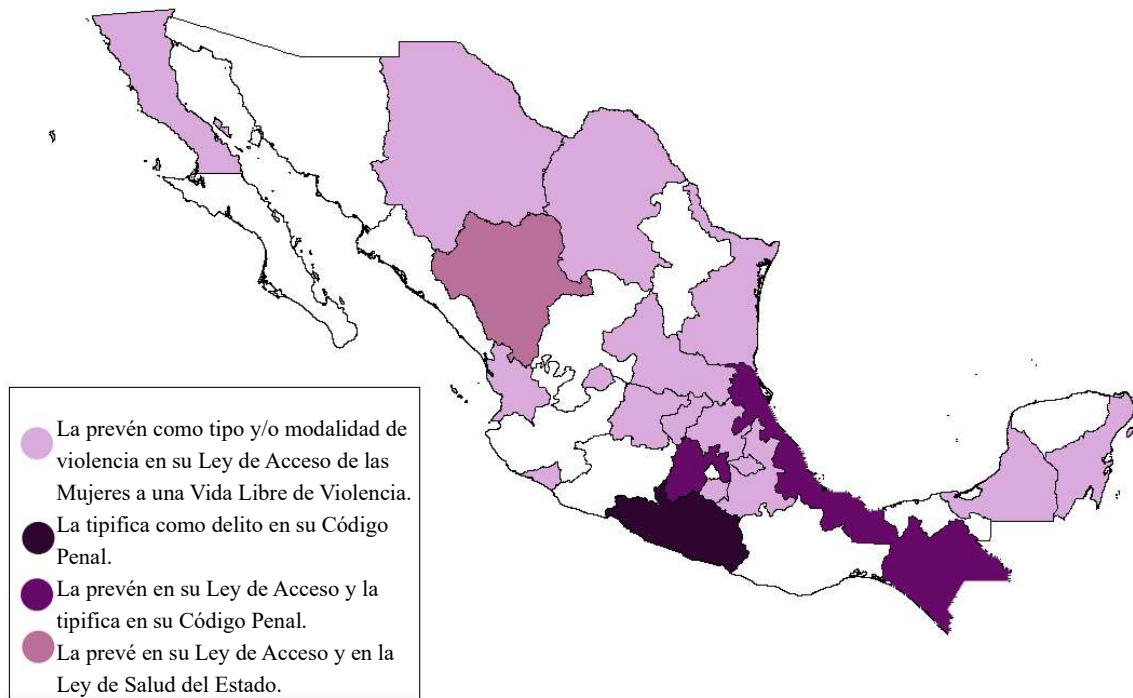 La prevén como tipo y/o modalidad de
violencia en su Ley de Acceso de las
Mujeres a una Vida Libre de Violencia.
La tipifica como delito en su Código
Penal.
La prevén en su Ley de Acceso y la
tipifica en su Código Penal.
La prevé en su Ley de Acceso y en la
Ley de Salud del Estado.